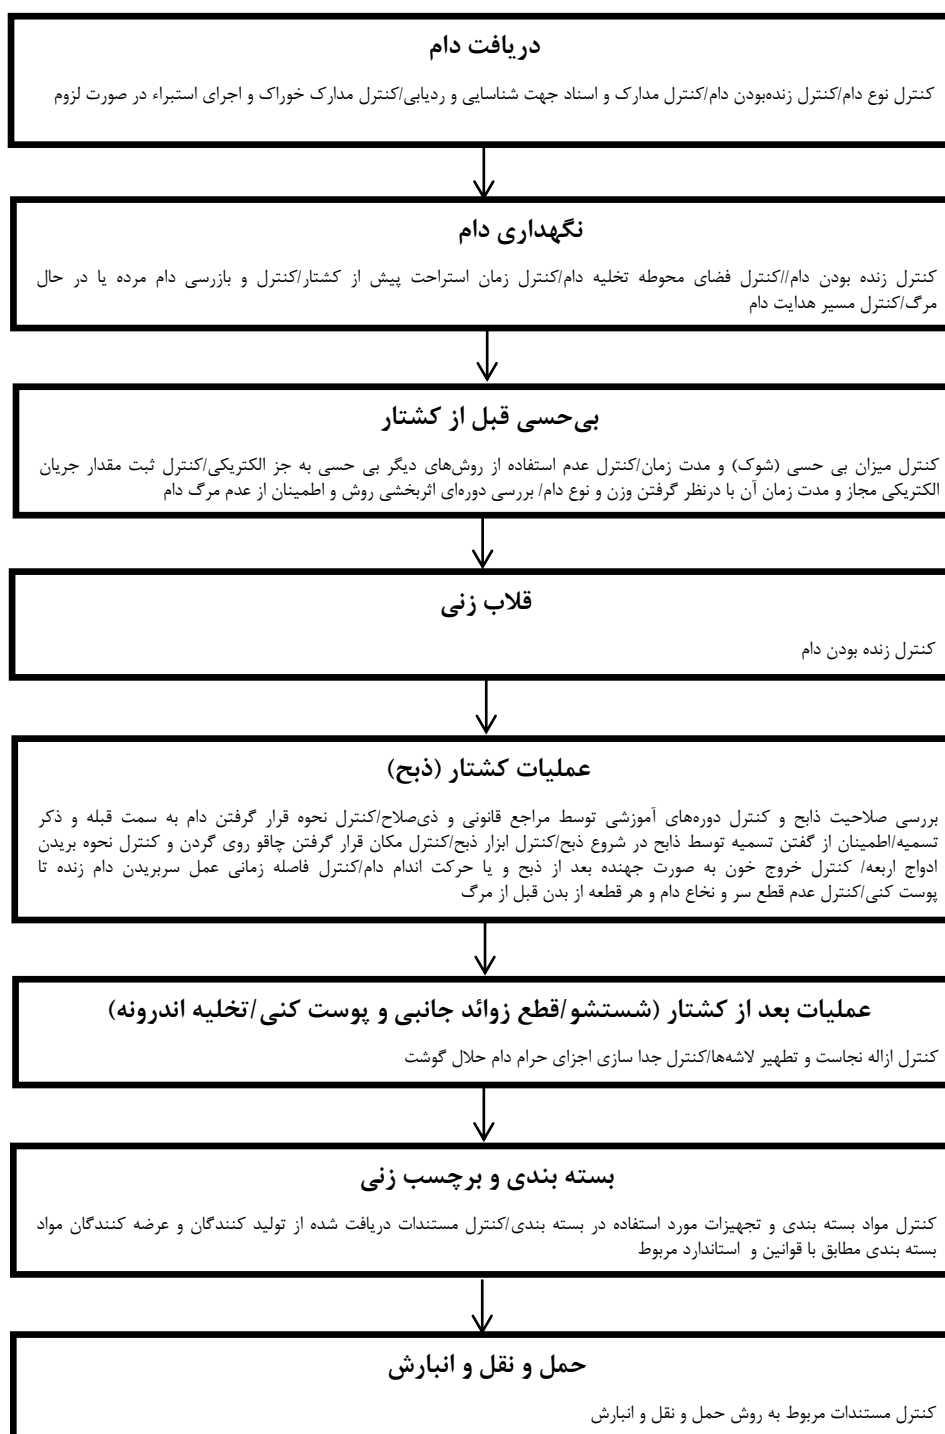 دریافت دام
کنترل نوع دام/کنترل زنده‌بودن دام/کنترل مدارک و اسناد جهت شناسایی و ردیابی/کنترل مدارک خوراک و اجرای استبراء در صورت لزوم
نگهداری دام
کنترل زنده بودن دام//کنترل فضای محوطه تخلیه دام/کنترل زمان استراحت پیش از کشتار/کنترل و بازرسی دام مرده یا در حال
مرگ/کنترل مسیر هدایت دام
بی‌حسی قبل از کشتار
کنترل میزان بی حسی (شوک) و مدت زمان/کنترل عدم استفاده از روش‌های دیگر بی حسی به جز الکتریکی/کنترل ثبت مقدار جریان
الکتریکی مجاز و مدت زمان آن با درنظر گرفتن وزن و نوع دام/ بررسی دوره‌ای اثربخشی روش و اطمینان از عدم مرگ دام
قلاب زنی
کنترل زنده بودن دام
عملیات کشتار (ذبح)
بررسی صلاحیت ذابح و کنترل دوره‌های آموزشی توسط مراجع قانونی و ذی‌صلاح/کنترل نحوه قرار گرفتن دام به سمت قبله و ذکر
تسمیه/اطمینان از گفتن تسمیه توسط ذابح در شروع ذبح/کنترل ابزار ذبح/کنترل مکان قرار گرفتن چاقو روی گردن و کنترل نحوه بریدن
ادواج اربعه/ کنترل خروج خون به صورت جهنده بعد از ذبح و یا حرکت اندام دام/کنترل فاصله زمانی عمل سربریدن دام زنده تا
پوست کنی/کنترل عدم قطع سر و نخاع دام و هر قطعه از بدن قبل از مرگ
عملیات بعد از کشتار (شستشو/قطع زوائد جانبی و پوست کنی/تخلیه اندرونه)
کنترل ازاله نجاست و تطهیر لاشه‌ها/کنترل جدا سازی اجزای حرام دام حلال گوشت
بسته بندی و برچسب زنی
کنترل مواد بسته بندی و تجهیزات مورد استفاده در بسته بندی/کنترل مستندات دریافت شده از تولید کنندگان و عرضه کنندگان مواد
بسته بندی مطابق با قوانین و استاندارد مربوط
حمل و نقل و انبارش
کنترل مستندات مربوط به روش حمل و نقل و انبارش